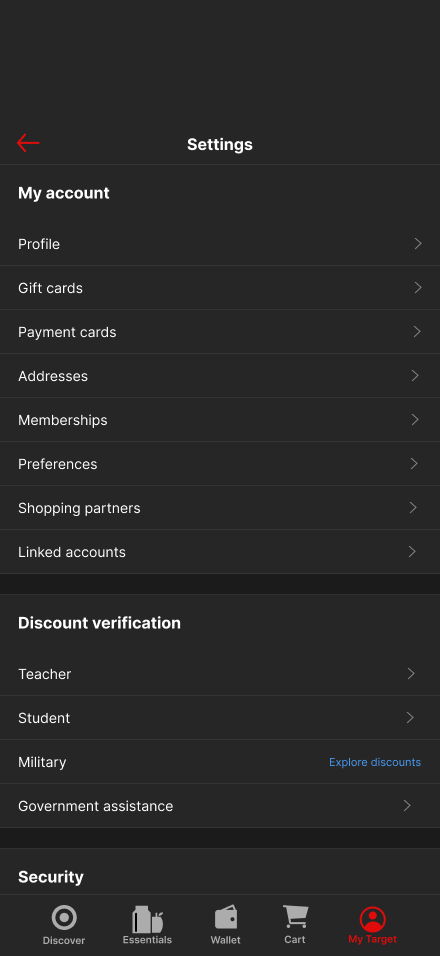 Settings
My account
Profile
Gift cards
Payment cards
Addresses
Memberships
Preferences
Shopping partners
Linked accounts
Discount verification
Teacher
Student
Military Explore discounts
Government assistance
Security
Discover Essentials Wallet Cart My Target